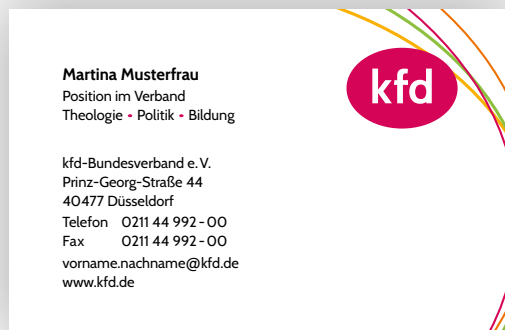 kfd
Martina Musterfrau
Position im Verband
Theologie • Politik • Bildung
kfd-Bundesverband e. V.
Prinz-Georg-Straße 44
40477 Düsseldorf
Telefon 0211 44 992 - 00
Fax 0211 44 992 - 00
vorname.nachname@kfd.de
www.kfd.de